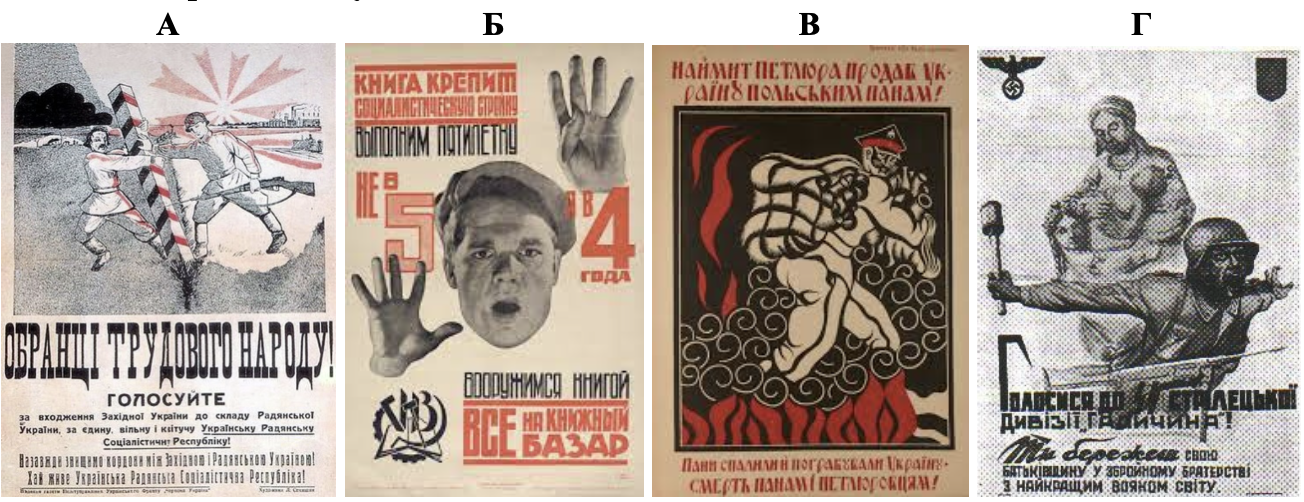 А Б В Г
ОБРАНЦІ ТРУДОВОГО НАРОДУ!
ГОЛОСУЙТЕ
за входження Західної України до складу Радянської
України, за єдину, вільну і квітучу Українську Радянську
Соціалістичну Республіку!
Назавжди знищимо кордони між Західною і Радянською Україною!
Хай живе Українська Радянська Соціалістична Республіка!
КНИГА КРЕПИТ
СОЦИАЛИСТИЧЕСКУЮ СТРОЙКУ
ВЫПОЛНИМ ПЯТИЛЕТКУ
НЕ В 5 А В 4
ГОДА
ВООРУЖИМСЯ КНИГОЙ
ВСЕ НА КНИЖНЫЙ
БАЗАР
НАЙМИТ ПЕТЛЮРА ПРОДАВ УК-
РАЇНУ ПОЛЬСЬКИМ ПАНАМ!
ПАНИ СПАЛИЛИ Й ПОГРАБУВАЛИ УКРАЇНУ-
СМЕРТЬ ПАНАМ І ПЕТЛЮРОВЦЯМ!
Голосися до СТРІЛЕЦЬКОЇ
ДИВІЗІЇ ГАЛИЧИНА!
Ти бережеш СВОЮ
БАТЬКІВЩИНУ У ЗБРОЙНОМУ БРАТЕРСТВІ
З НАЙКРАЩИМ ВОЯКОМ СВІТУ.